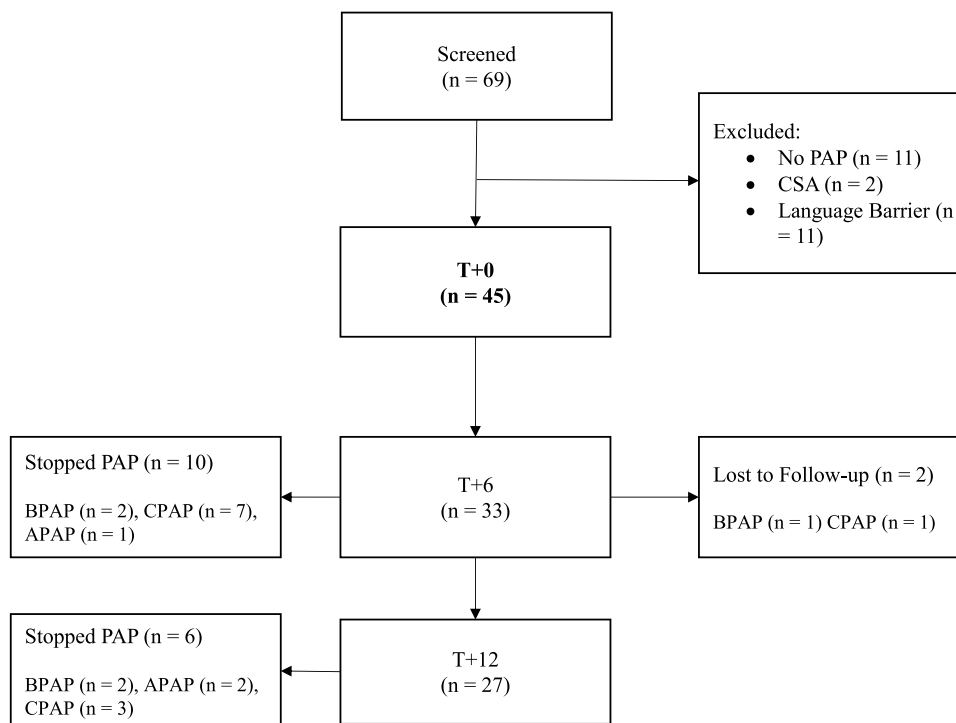 Screened
(n = 69)
Excluded:
• No PAP (n = 11)
• CSA (n = 2)
• Language Barrier (n
= 11)
T+0
(n = 45)
Stopped PAP (n = 10)
BPAP (n = 2), CPAP (n = 7),
APAP (n = 1)
T+6
(n = 33)
Lost to Follow-up (n = 2)
BPAP (n = 1) CPAP (n = 1)
Stopped PAP (n = 6)
BPAP (n = 2), APAP (n = 2),
CPAP (n = 3)
T+12
(n = 27)